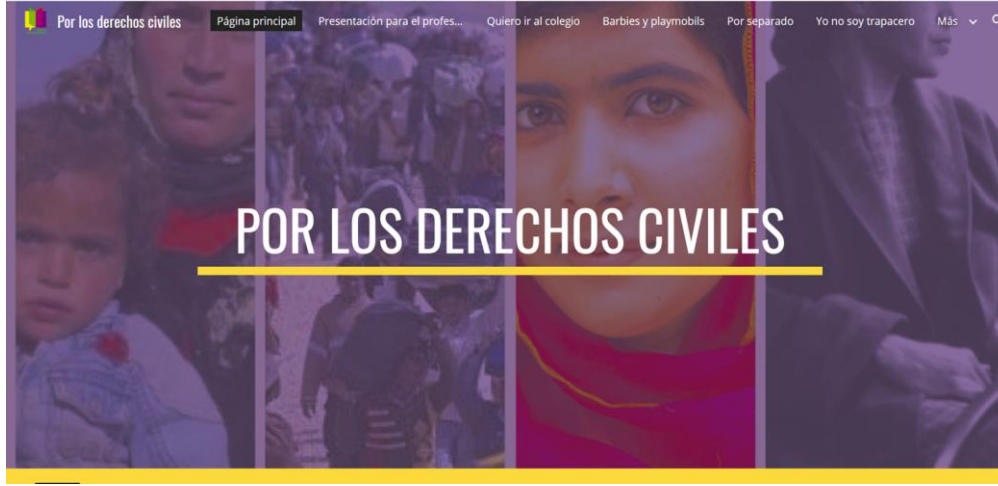 Por los derechos civiles Página principal Presentación para el profes... Quiero ir al colegio Barbies y playmobils Por separado Yo no soy trapacero Más
POR LOS DERECHOS CIVILES